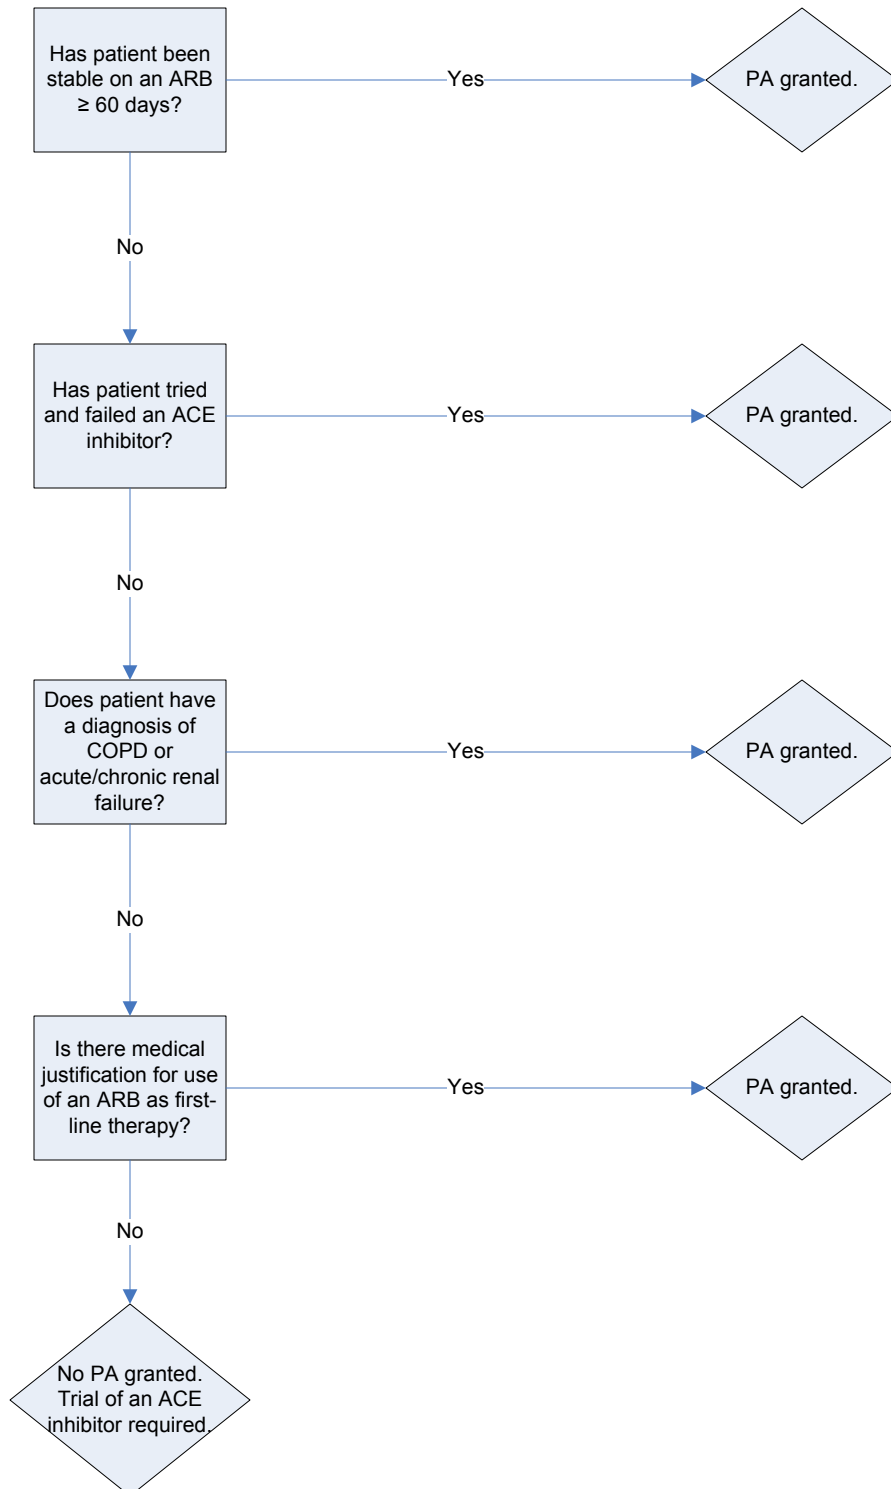 Has patient been
stable on an ARB
≥ 60 days?
Yes
PA granted.
No
Has patient tried
and failed an ACE
inhibitor?
Yes
PA granted.
No
Does patient have
a diagnosis of
COPD or
acute/chronic renal
failure?
Yes
PA granted.
No
Is there medical
justification for use
of an ARB as first-
line therapy?
Yes
PA granted.
No
No PA granted.
Trial of an ACE
inhibitor required.